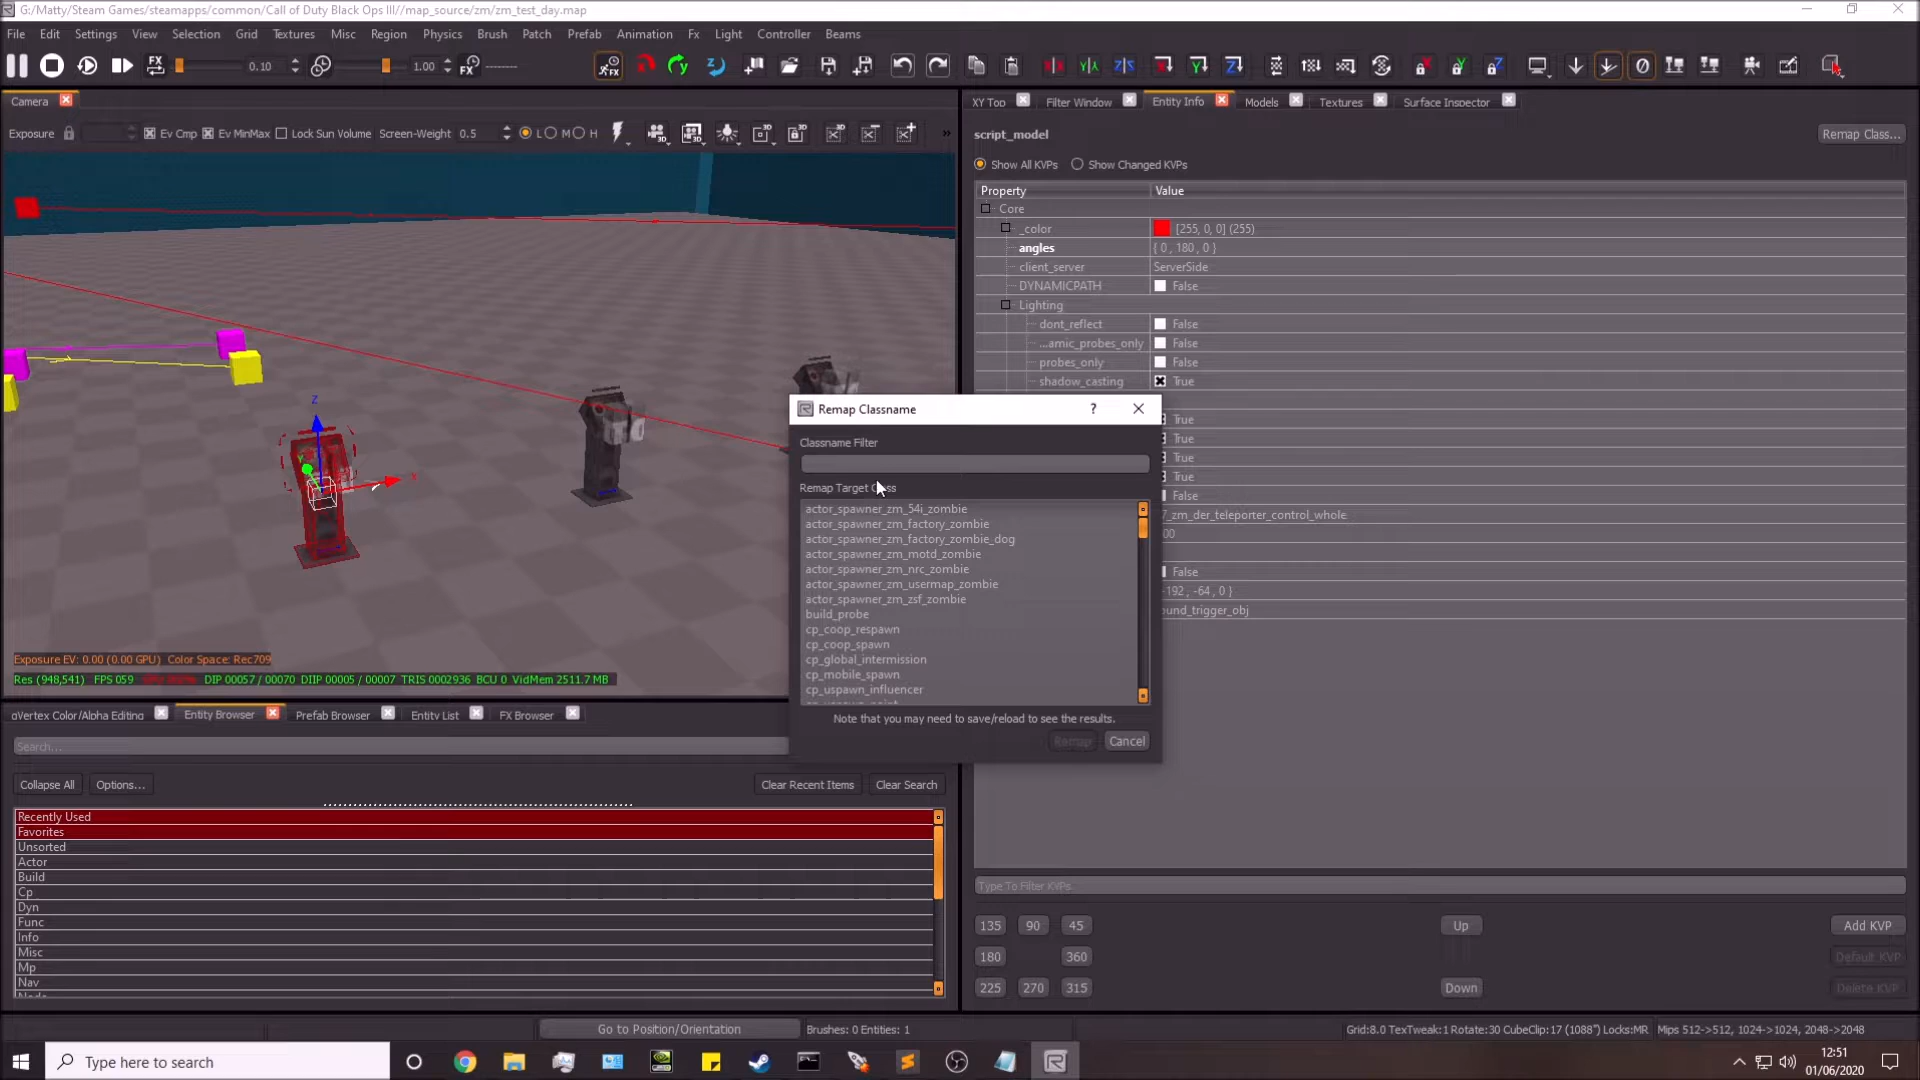 G:/Matty/Steam Games/steamapps/common/Call of Duty Black Ops III//map_source/zm/zm_test_day.map
File Edit Settings View Selection Grid Textures Misc Region Physics Brush Patch Prefab Animation Fx Light Controller Beams
FX 0.10 1.00 FX
Camera
XY Top Filter Window Entity Info Models Textures Surface Inspector
Exposure Ev Cmp Ev MinMax Lock Sun Volume Screen-Weight 0.5 L M H
script_model Remap Class...
Show All KVPs Show Changed KVPs
Property Value
Core
_color [255, 0, 0] (255)
angles { 0 , 180 , 0 }
client_server ServerSide
DYNAMICPATH False
Lighting
dont_reflect False
...amic_probes_only False
probes_only False
shadow_casting True
True
True
True
True
False
7_zm_der_teleporter_control_whole
00
False
-192 , -64 , 0 }
ound_trigger_obj
Remap Classname
?
Classname Filter
Remap Target
actor_spawner_zm_54i_zombie
actor_spawner_zm_factory_zombie
actor_spawner_zm_factory_zombie_dog
actor_spawner_zm_motd_zombie
actor_spawner_zm_nrc_zombie
actor_spawner_zm_usermap_zombie
actor_spawner_zm_zsf_zombie
build_probe
cp_coop_respawn
cp_coop_spawn
cp_global_intermission
cp_mobile_spawn
cp_uspawn_influencer
Note that you may need to save/reload to see the results.
Remap Cancel
Z
Y
X
Exposure EV: 0.00 (0.00 GPU) Color Space: Rec709
Res (948,541) FPS 059 DIP 00057 / 00070 DIIP 00005 / 00007 TRIS 0002936 BCU 0 VidMem 2511.7 MB
aVertex Color/Alpha Editing Entity Browser Prefab Browser Entity List FX Browser
Search...
Collapse All Options... Clear Recent Items Clear Search
Recently Used
Favorites
Unsorted
Actor
Build
Cp
Dyn
Func
Info
Misc
Mp
Nav
Node
Type To Filter KVPs
135 90 45 Up Add KVP
180 360 Default KVP
225 270 315 Down Delete KVP
Go to Position/Orientation Brushes: 0 Entities: 1 Grid:8.0 TexTweak:1 Rotate:30 CubeClip:17 (1088") Locks:MR Mips 512->512, 1024->1024, 2048->2048
Type here to search
12:51
01/06/2020